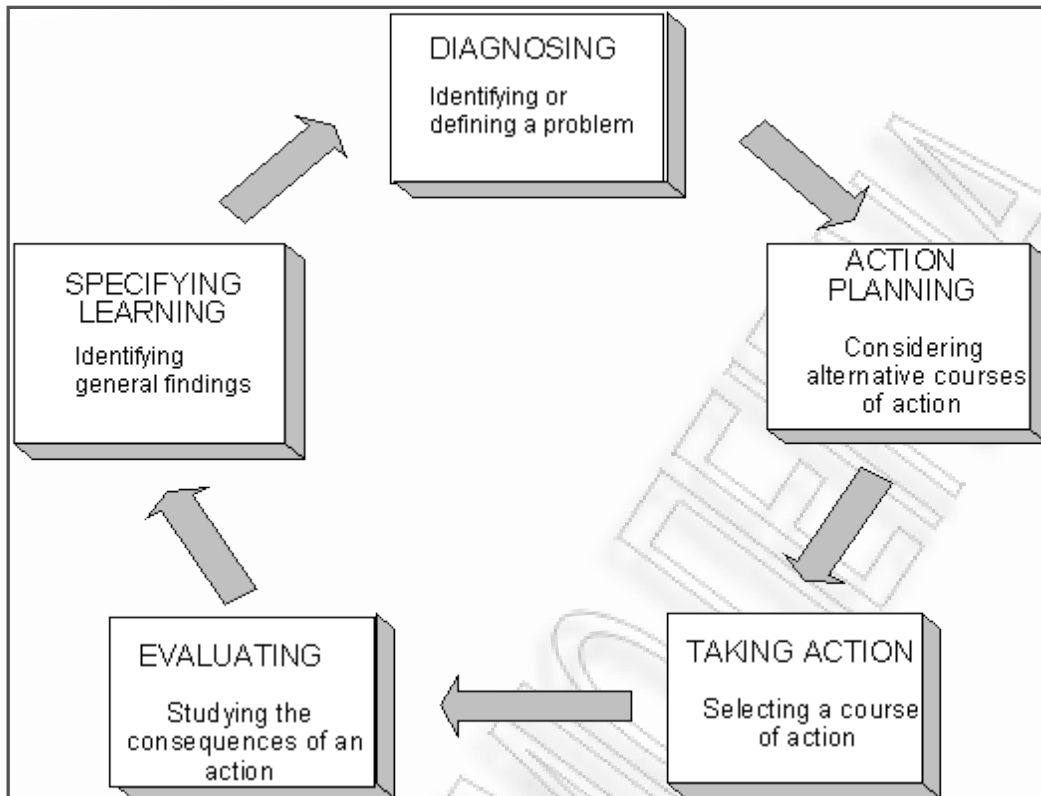 DIAGNOSING
Identifying or
defining a problem
ACTION
PLANNING
Considering
alternative courses
of action
TAKING ACTION
Selecting a course
of action
EVALUATING
Studying the
consequences of an
action
SPECIFYING
LEARNING
Identifying
general findings